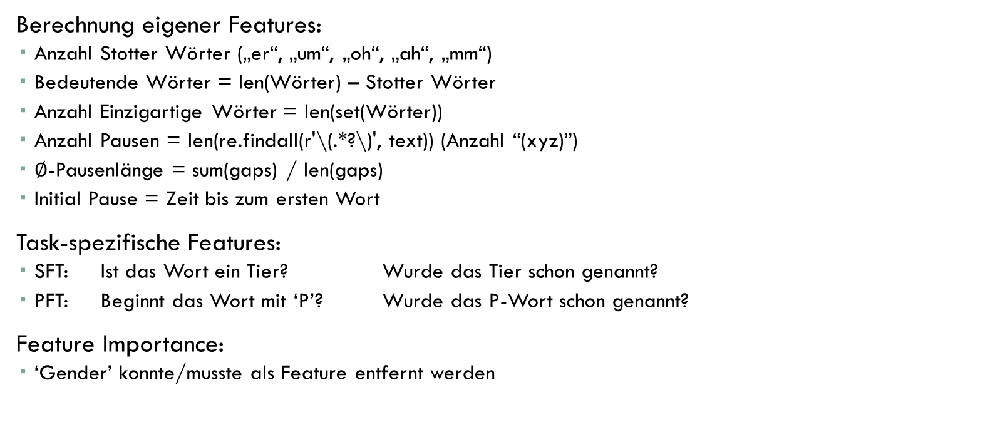 Berechnung eigener Features:
▪ Anzahl Stotter Wörter („er“, „um“, „oh“, „ah“, „mm“)
▪ Bedeutende Wörter = len(Wörter) – Stotter Wörter
▪ Anzahl Einzigartige Wörter = len(set(Wörter))
▪ Anzahl Pausen = len(re.findall(r'\(.*?\)', text)) (Anzahl “(xyz)”)
▪ Ø-Pausenlänge = sum(gaps) / len(gaps)
▪ Initial Pause = Zeit bis zum ersten Wort
Task-spezifische Features:
▪ SFT: Ist das Wort ein Tier? Wurde das Tier schon genannt?
▪ PFT: Beginnt das Wort mit ‘P’? Wurde das P-Wort schon genannt?
Feature Importance:
▪ ‘Gender’ konnte/musste als Feature entfernt werden